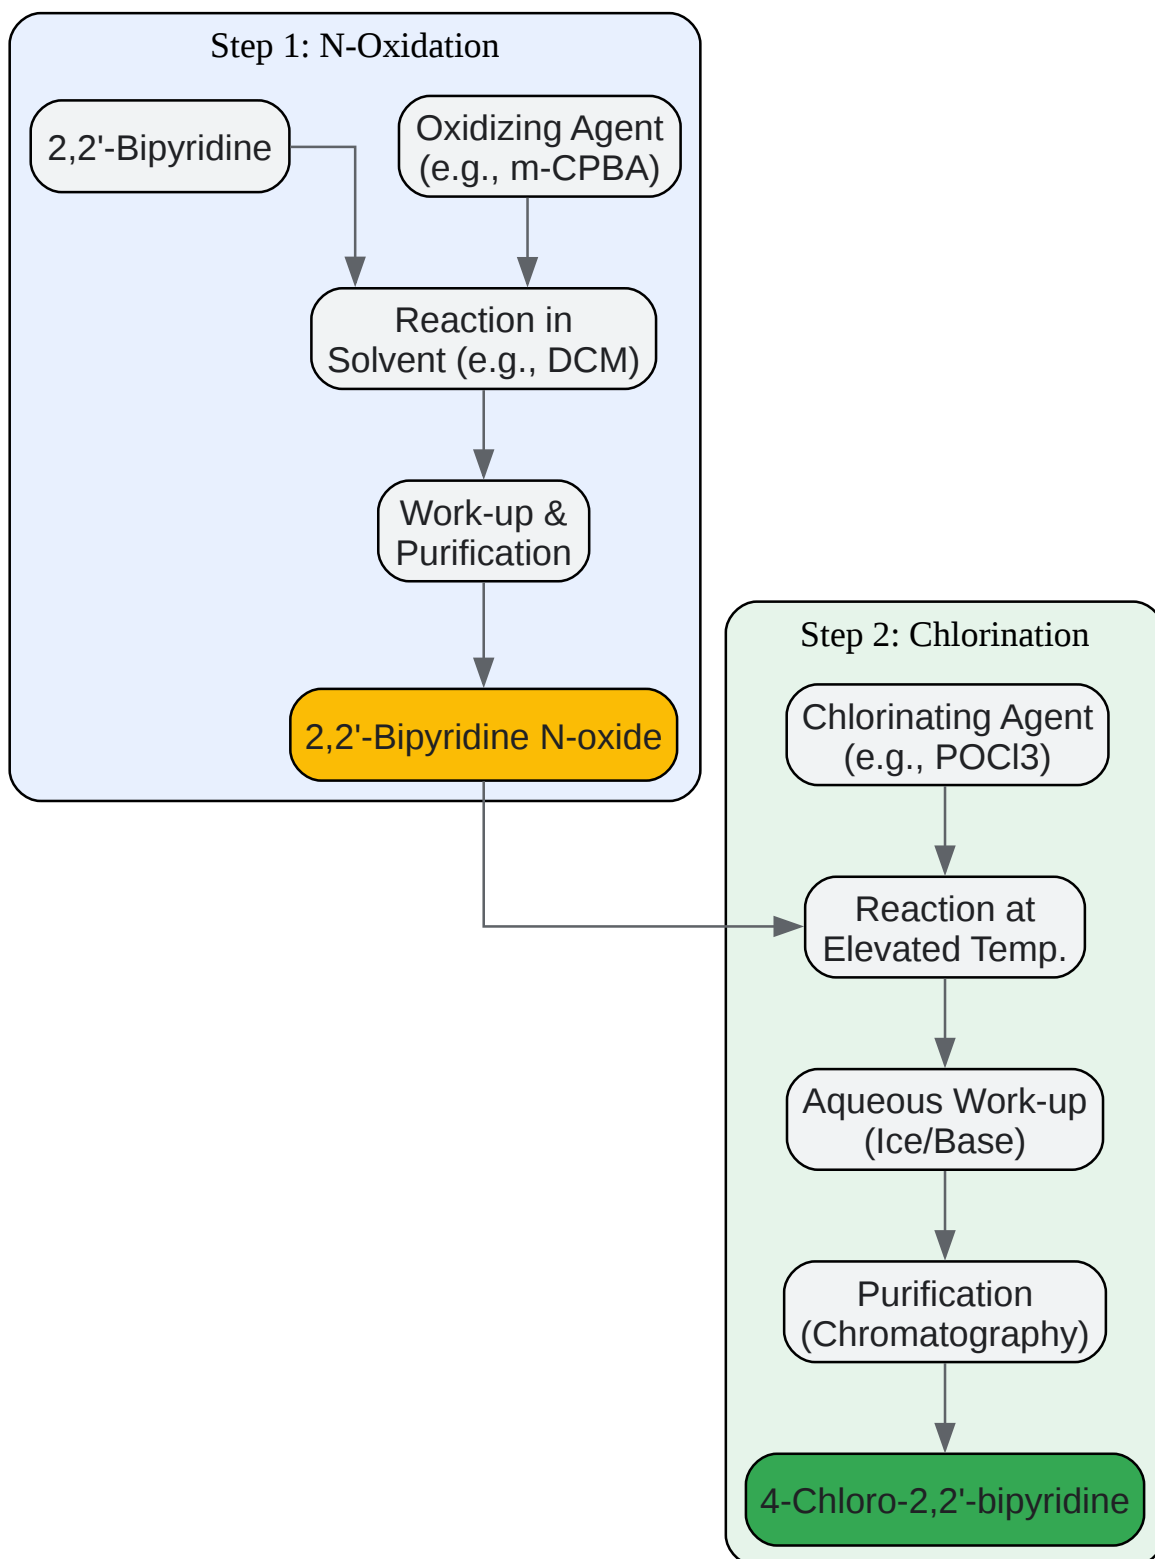 Step 1: N-Oxidation
2,2'-Bipyridine
Oxidizing Agent
(e.g., m-CPBA)
Reaction in
Solvent (e.g., DCM)
Work-up &
Purification
2,2'-Bipyridine N-oxide
Step 2: Chlorination
Chlorinating Agent
(e.g., POCl3)
Reaction at
Elevated Temp.
Aqueous Work-up
(Ice/Base)
Purification
(Chromatography)
4-Chloro-2,2'-bipyridine